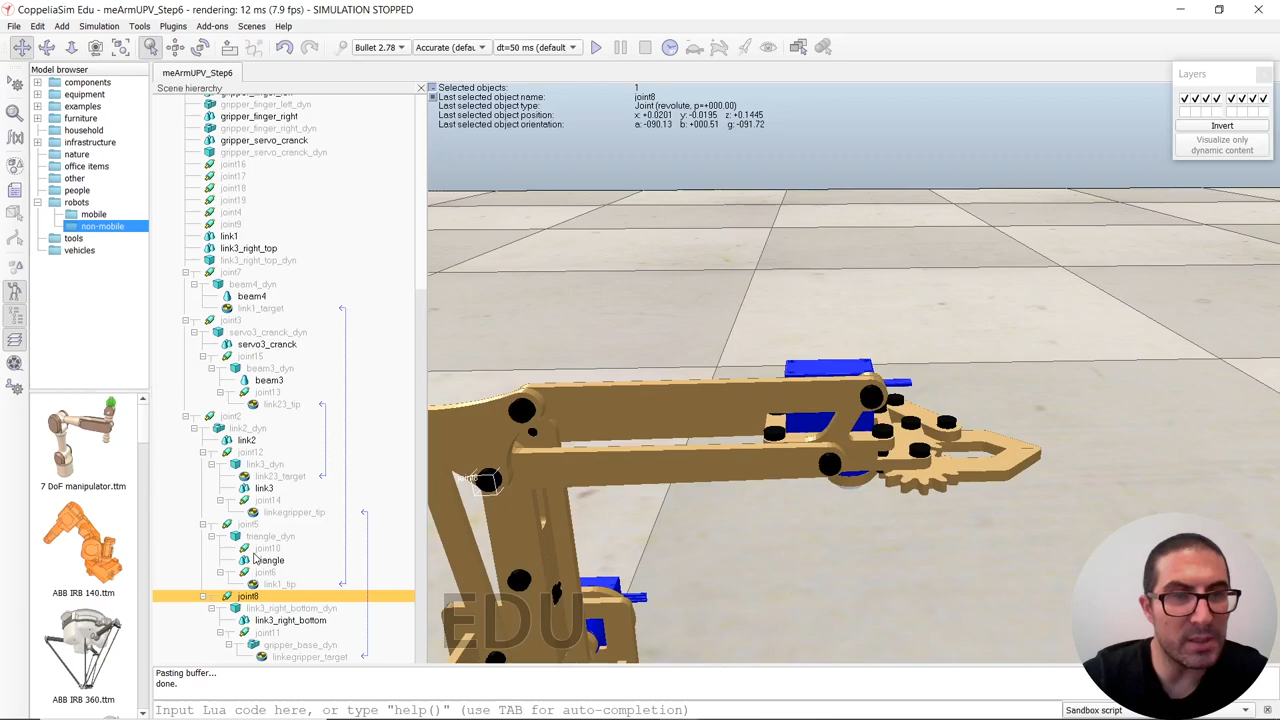 CoppeliaSim Edu - meArmUPV_Step6 - rendering: 12 ms (7.9 fps) - SIMULATION STOPPED
File Edit Add Simulation Tools Plugins Add-ons Scenes Help
Bullet 2.78 Accurate (defau dt=50 ms (default)
Model browser
components
equipment
examples
furniture
household
infrastructure
nature
office items
other
people
robots
mobile
non-mobile
tools
vehicles
7 DoF manipulator.ttm
ABB IRB 140.ttm
ABB IRB 360.ttm
meArmUPV_Step6
Scene hierarchy
gripper_finger_left_dyn
gripper_finger_right
gripper_finger_right_dyn
gripper_servo_cranck
gripper_servo_cranck_dyn
joint16
joint17
joint18
joint19
joint4
joint9
link1
link3_right_top
link3_right_top_dyn
joint7
beam4_dyn
beam4
link1_target
joint3
servo3_cranck_dyn
servo3_cranck
joint15
beam3_dyn
beam3
joint13
link23_tip
joint2
link2_dyn
link2
joint12
link3_dyn
link23_target
link3
joint14
linkegripper_tip
joint5
triangle_dyn
joint10
triangle
joint6
link1_tip
joint8
link3_right_bottom_dyn
link3_right_bottom
joint11
gripper_base_dyn
linkegripper_target
Selected objects: 1
Last selected object name: joint8
Last selected object type: Joint (revolute, p=+000.00)
Last selected object position: x: +0.0201 y: -0.0195 z: +0.1445
Last selected object orientation: a: -090.13 b: +000.51 g: -091.72
Layers
Invert
Visualize only
dynamic content
EDU
Pasting buffer...
done.
Input Lua code here, or type "help()" (use TAB for auto-completion)
Sandbox script